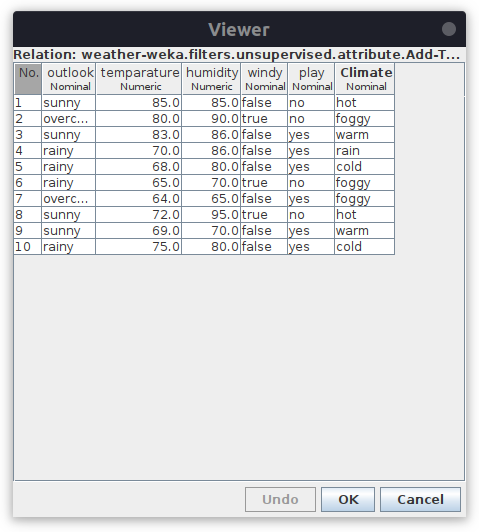 Viewer
Relation: weather-weka.filters.unsupervised.attribute.Add-T...
No. outlook temparature humidity windy play Climate
Nominal Numeric Numeric Nominal Nominal Nominal
1 sunny 85.0 85.0 false no hot
2 overc... 80.0 90.0 true no foggy
3 sunny 83.0 86.0 false yes warm
4 rainy 70.0 86.0 false yes rain
5 rainy 68.0 80.0 false yes cold
6 rainy 65.0 70.0 true no foggy
7 overc... 64.0 65.0 false yes foggy
8 sunny 72.0 95.0 true no hot
9 sunny 69.0 70.0 false yes warm
10 rainy 75.0 80.0 false yes cold
Undo OK Cancel